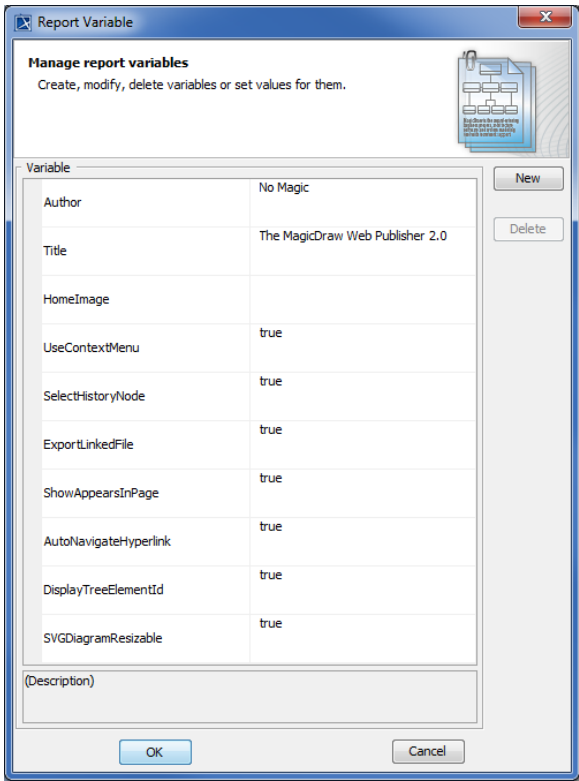 Report Variable
Manage report variables
Create, modify, delete variables or set values for them.
Variable
New
Delete
Author
No Magic
Title
The MagicDraw Web Publisher 2.0
HomeImage
UseContextMenu
true
SelectHistoryNode
true
ExportLinkedFile
true
ShowAppearsInPage
true
AutoNavigateHyperlink
true
DisplayTreeElementId
true
SVGDiagramResizable
true
(Description)
OK
Cancel